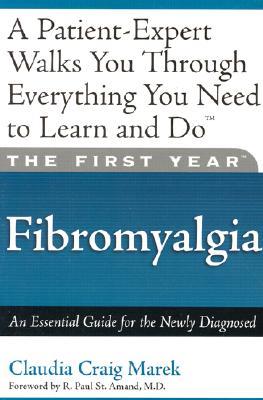 A Patient-Expert
Walks You Through
Everything You Need
to Learn and Do™
THE FIRST YEAR™
Fibromyalgia
An Essential Guide for the Newly Diagnosed
Claudia Craig Marek
Foreword by R. Paul St. Amand, M.D.